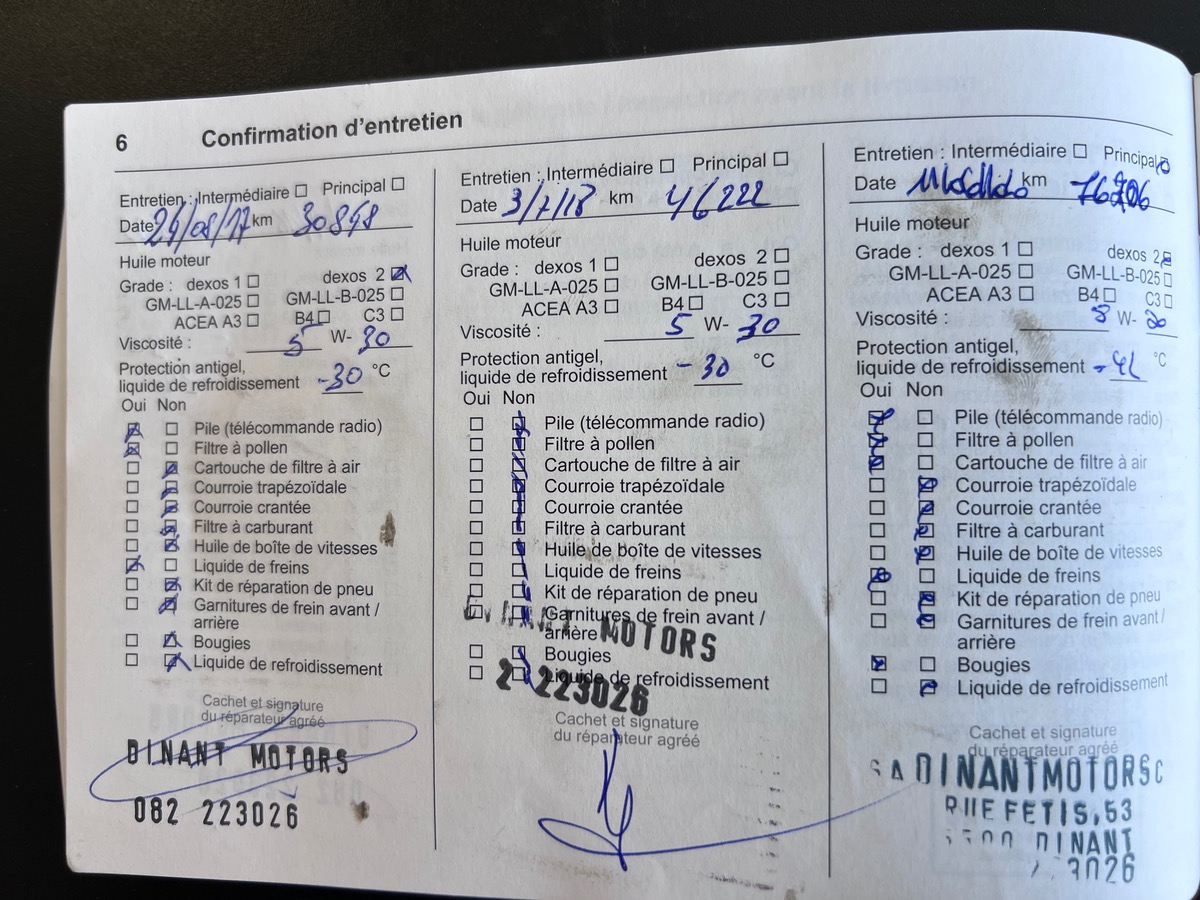 6 Confirmation d'entretien
Entretien : Intermédiaire ☐ Principal ☐
Date 24/08/17 km 30848
Huile moteur
Grade : dexos 1 ☐ dexos 2 ☒
GM-LL-A-025 ☐ GM-LL-B-025 ☐
ACEA A3 ☐ B4 ☐ C3 ☐
Viscosité : 5 W- 30
Protection antigel,
liquide de refroidissement -30 °C
Oui Non
☒ ☐ Pile (télécommande radio)
☒ ☐ Filtre à pollen
☐ ☒ Cartouche de filtre à air
☐ ☒ Courroie trapézoïdale
☐ ☒ Courroie crantée
☐ ☒ Filtre à carburant
☐ ☒ Huile de boîte de vitesses
☒ ☐ Liquide de freins
☐ ☒ Kit de réparation de pneu
☐ ☒ Garnitures de frein avant /
arrière
☐ ☒ Bougies
☐ ☒ Liquide de refroidissement
Cachet et signature
du réparateur agréé
DINANT MOTORS
082 223026
Entretien : Intermédiaire ☐ Principal ☐
Date 3/7/18 km 46222
Huile moteur
Grade : dexos 1 ☐ dexos 2 ☐
GM-LL-A-025 ☐ GM-LL-B-025 ☐
ACEA A3 ☐ B4 ☐ C3 ☐
Viscosité : 5 W- 30
Protection antigel,
liquide de refroidissement -30 °C
Oui Non
☐ ☒ Pile (télécommande radio)
☐ ☒ Filtre à pollen
☐ ☒ Cartouche de filtre à air
☐ ☒ Courroie trapézoïdale
☐ ☒ Courroie crantée
☐ ☒ Filtre à carburant
☐ ☒ Huile de boîte de vitesses
☐ ☒ Liquide de freins
☐ ☒ Kit de réparation de pneu
☐ ☒ Garnitures de frein avant /
arrière
DINANT MOTORS
☐ ☒ Bougies
☐ ☒ Liquide de refroidissement
223026
Cachet et signature
du réparateur agréé
Entretien : Intermédiaire ☐ Principal ☒
Date km
Huile moteur
Grade : dexos 1 ☐ dexos 2 ☒
GM-LL-A-025 ☐ GM-LL-B-025 ☐
ACEA A3 ☐ B4 ☐ C3 ☐
Viscosité : W-
Protection antigel,
liquide de refroidissement °C
Oui Non
☒ ☐ Pile (télécommande radio)
☒ ☐ Filtre à pollen
☒ ☐ Cartouche de filtre à air
☐ ☒ Courroie trapézoïdale
☐ ☒ Courroie crantée
☐ ☒ Filtre à carburant
☐ ☒ Huile de boîte de vitesses
☒ ☐ Liquide de freins
☐ ☒ Kit de réparation de pneu
☐ ☒ Garnitures de frein avant /
arrière
☒ ☐ Bougies
☐ ☒ Liquide de refroidissement
Cachet et signature
du réparateur agréé
SA DINANT MOTORS
RUE FETIS, 53
DINANT
3026